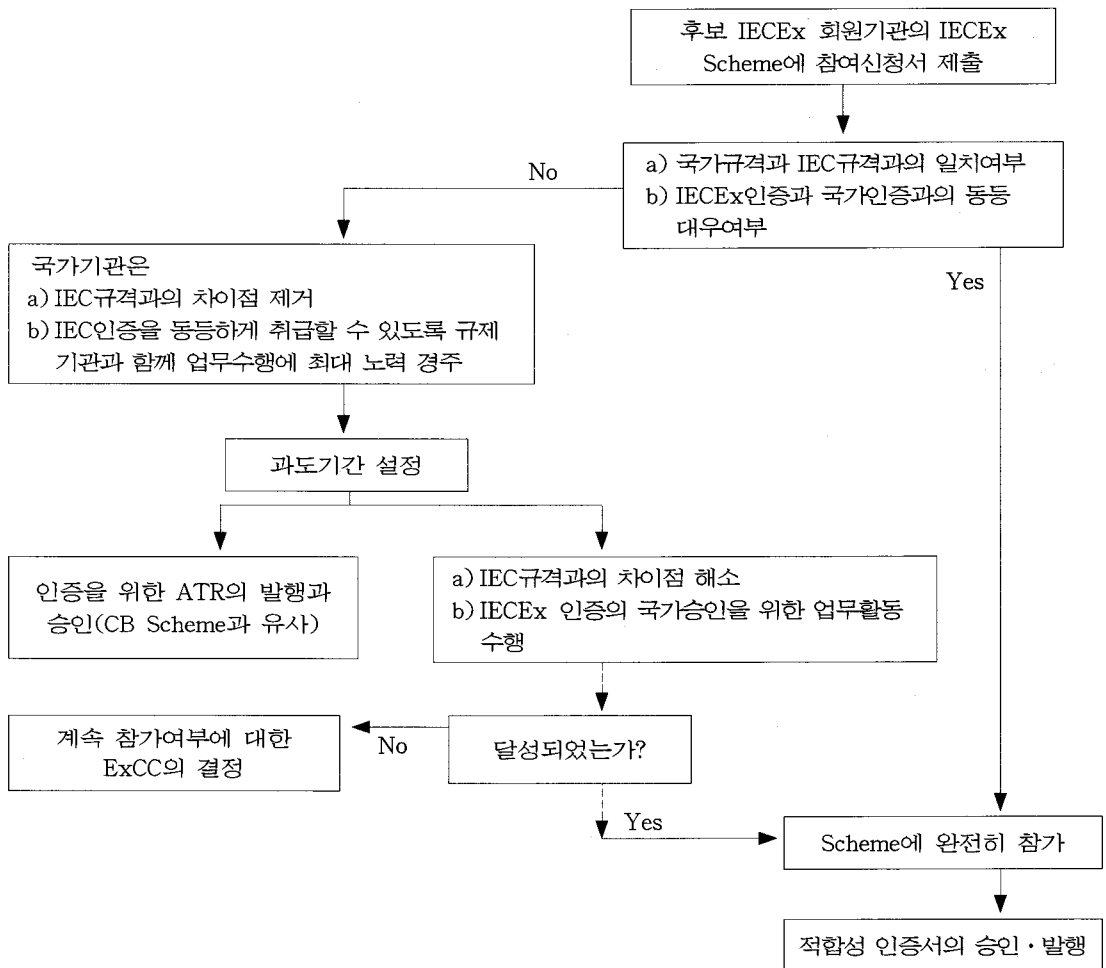 후보 IECEx 회원기관의 IECEx
Scheme에 참여신청서 제출
a) 국가규격과 IEC규격과의 일치여부
b) IECEx인증과 국가인증과의 동등
대우여부
No
Yes
국가기관은
a) IEC규격과의 차이점 제거
b) IEC인증을 동등하게 취급할 수 있도록 규제
기관과 함께 업무수행에 최대 노력 경주
과도기간 설정
인증을 위한 ATR의 발행과
승인(CB Scheme과 유사)
a) IEC규격과의 차이점 해소
b) IECEx 인증의 국가승인을 위한 업무활동
수행
계속 참가여부에 대한
ExCC의 결정
No
달성되었는가?
Yes
Scheme에 완전히 참가
적합성 인증서의 승인·발행